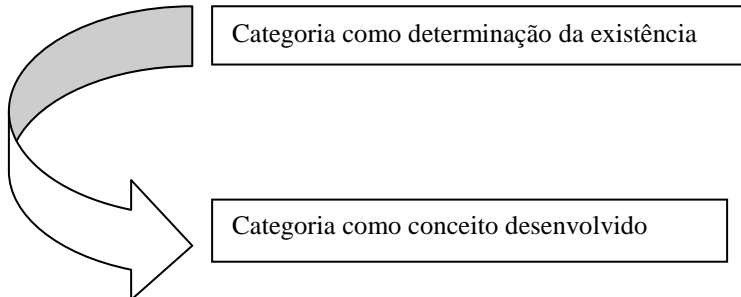 Categoria como determinação da existência
Categoria como conceito desenvolvido